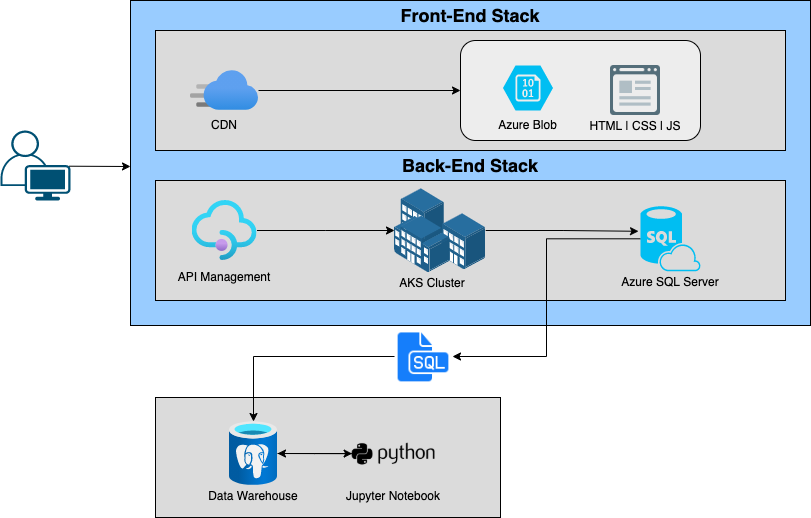 Front-End Stack
CDN
10
01
Azure Blob
HTML | CSS | JS
Back-End Stack
API Management
AKS Cluster
SQL
Azure SQL Server
SQL
python
Data Warehouse
Jupyter Notebook